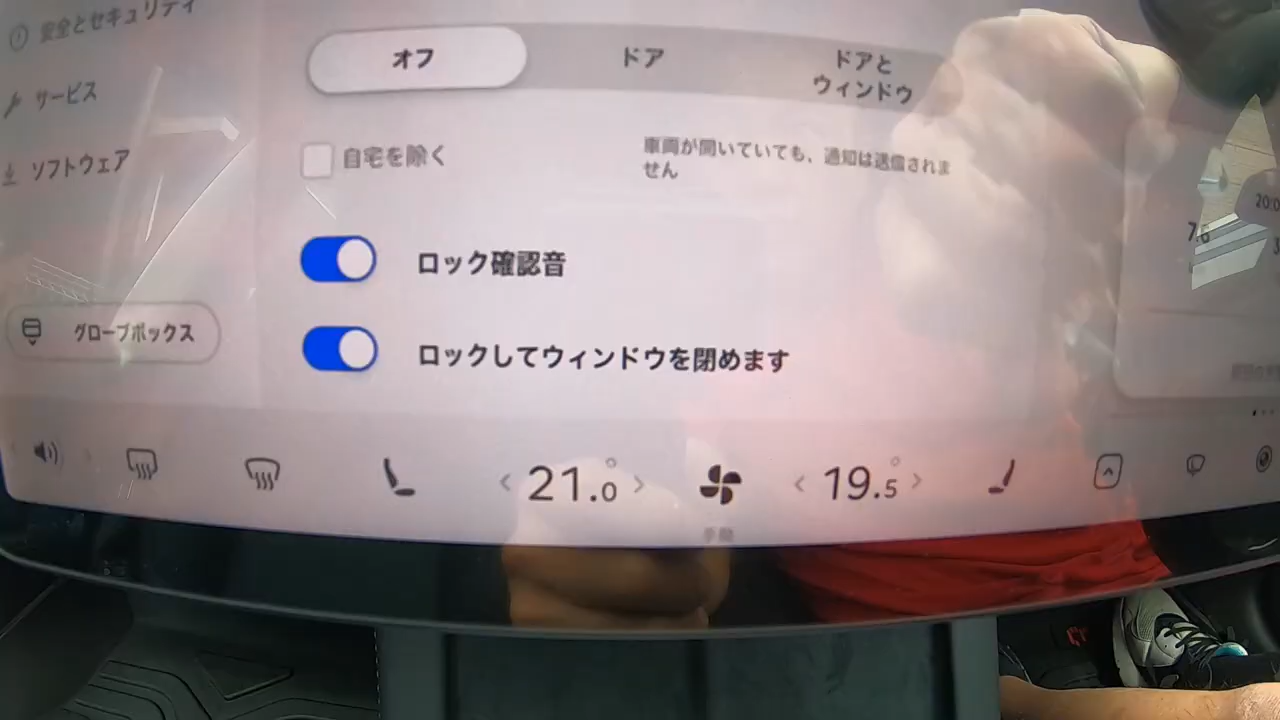 安全とセキュリティ
サービス
ソフトウェア
グローブボックス
オフ
ドア
ドアと
ウィンドウ
自宅を除く
車両が開いていても、通知は送信されま
せん
ロック確認音
ロックしてウィンドウを閉めます
21.0°
19.5°
手動